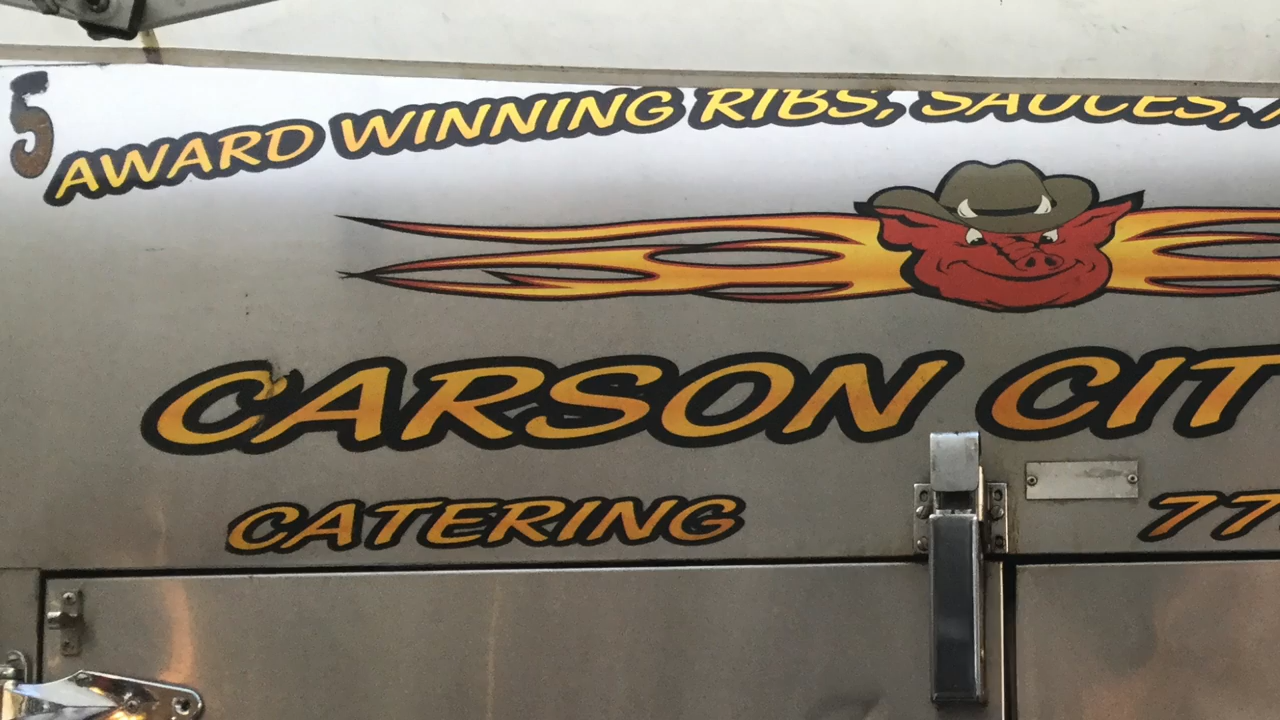 5
AWARD WINNING RIBS, SAUCES,
CARSON CIT
CATERING 77